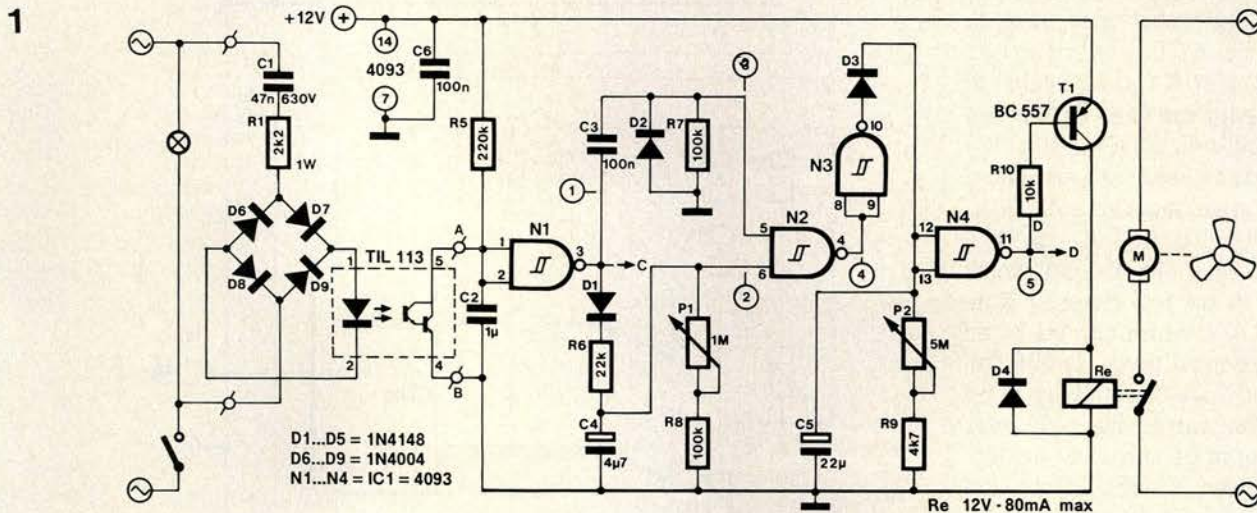 1
+12V
14
4093
7
C6
100n
C1
47n
630V
R1
2k2
1W
D6
D7
D8
D9
TIL 113
1
2
5
4
A
B
R5
220k
C2
1µ
N1
1
2
3
C
D1
R6
22k
C4
4µ7
C3
100n
D2
R7
100k
1
2
P1
1M
R8
100k
N2
5
6
4
4
D3
10
N3
8
9
C5
22µ
P2
5M
R9
4k7
N4
12
13
11
D
D
5
R10
10k
T1
BC 557
D4
Re
M
D1...D5 = 1N4148
D6...D9 = 1N4004
N1...N4 = IC1 = 4093
Re 12V - 80mA max